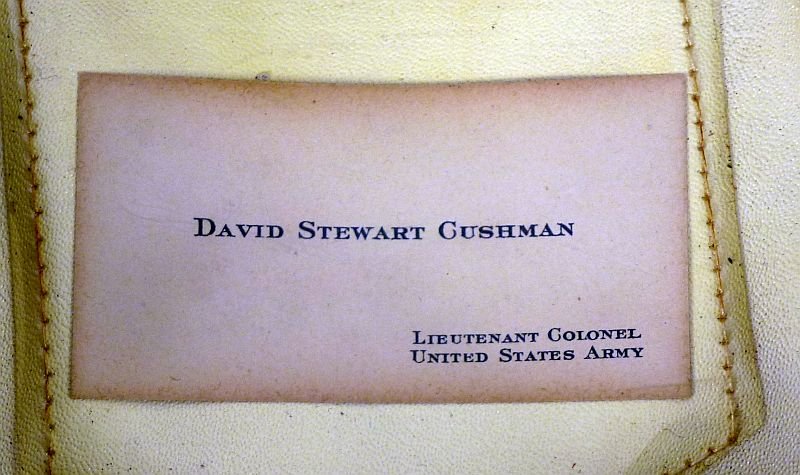 David Stewart Cushman
Lieutenant Colonel
United States Army